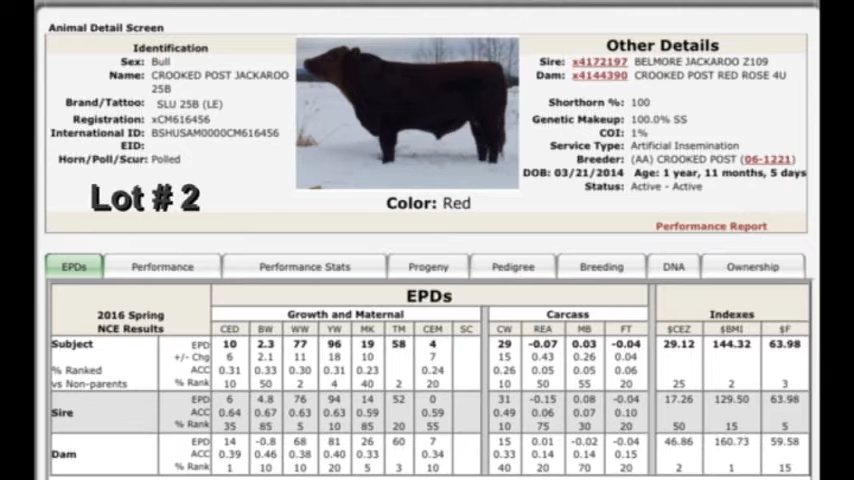 Animal Detail Screen
Identification
Sex: Bull
Name: CROOKED POST JACKAROO
25B
Brand/Tattoo: SLU 25B (LE)
Registration: xCM616456
International ID: BSHUSAM0000CM616456
EID:
Horn/Poll/Scur: Polled
Lot # 2
Color: Red
Other Details
Sire: x4172197 BELMORE JACKAROO Z109
Dam: x4144390 CROOKED POST RED ROSE 4U
Shorthorn %: 100
Genetic Makeup: 100.0% SS
COI: 1%
Service Type: Artificial Insemination
Breeder: (AA) CROOKED POST (06-1221)
DOB: 03/21/2014 Age: 1 year, 11 months, 5 days
Status: Active - Active
Performance Report
EPDs Performance Performance Stats Progeny Pedigree Breeding DNA Ownership
EPDs
2016 Spring
NCE Results
Growth and Maternal Carcass Indexes
CED BW WW YW MK TM CEM SC CW REA MB FT $CEZ $BMI $F
Subject EPD 10 2.3 77 96 19 58 4 29 -0.07 0.03 -0.04 29.12 144.32 63.98
+/- Chg 6 2.1 11 18 10 7 15 0.43 0.26 0.04
% Ranked ACC 0.31 0.33 0.30 0.31 0.23 0.24 0.26 0.05 0.05 0.06
vs Non-parents % Rank 10 50 2 4 40 2 20 10 50 55 20 25 2 3
EPD 6 4.8 76 94 14 52 0 31 -0.15 0.08 -0.04 17.26 129.50 63.98
Sire ACC 0.64 0.67 0.63 0.63 0.59 0.59 0.49 0.06 0.07 0.10
% Rank 35 85 5 10 85 20 55 10 75 30 20 50 15 5
EPD 14 -0.8 68 81 26 60 7 15 0.01 -0.02 -0.04 46.86 160.73 59.58
Dam ACC 0.39 0.46 0.38 0.40 0.33 0.34 0.33 0.14 0.14 0.15
% Rank 1 10 10 20 5 3 10 40 20 70 20 2 1 15